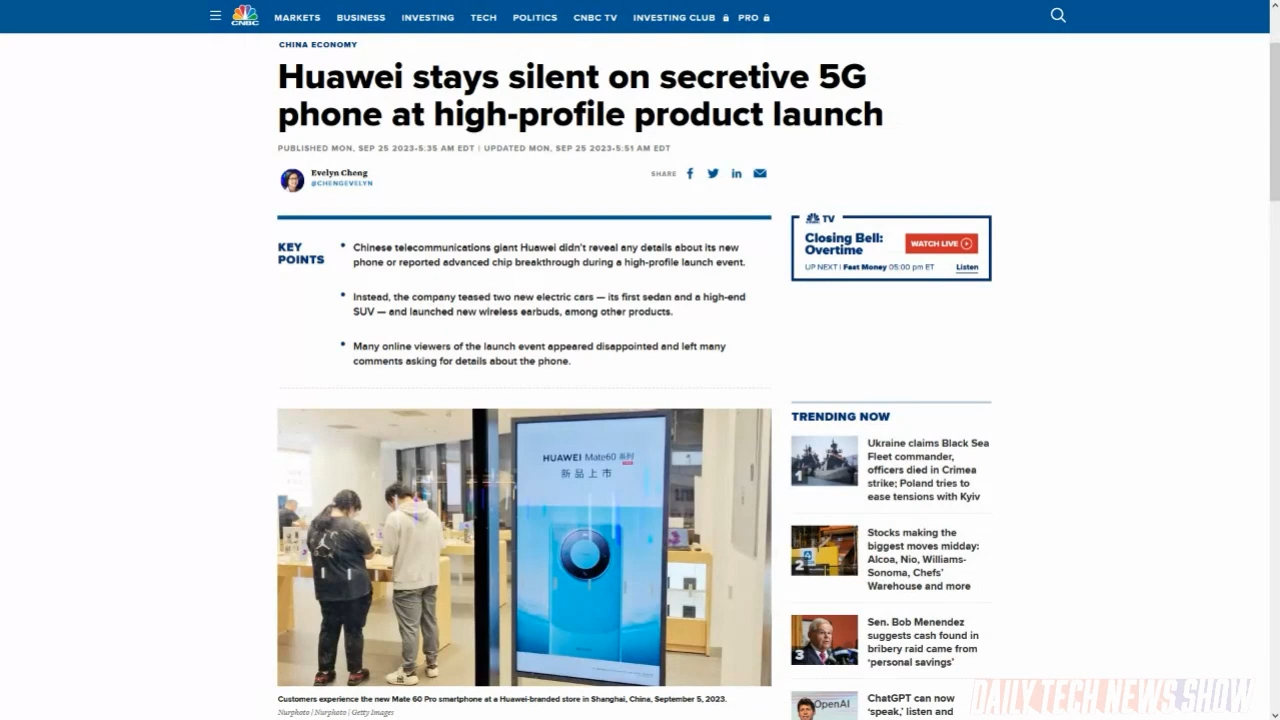 CNBC
MARKETS BUSINESS INVESTING TECH POLITICS CNBC TV INVESTING CLUB PRO
CHINA ECONOMY
Huawei stays silent on secretive 5G
phone at high-profile product launch
PUBLISHED MON, SEP 25 2023•5:35 AM EDT | UPDATED MON, SEP 25 2023•5:51 AM EDT
Evelyn Cheng
@CHENGEVELYN
SHARE
KEY
POINTS
• Chinese telecommunications giant Huawei didn't reveal any details about its new
phone or reported advanced chip breakthrough during a high-profile launch event.
• Instead, the company teased two new electric cars — its first sedan and a high-end
SUV — and launched new wireless earbuds, among other products.
• Many online viewers of the launch event appeared disappointed and left many
comments asking for details about the phone.
HUAWEI Mate60 系列
新品上市
Customers experience the new Mate 60 Pro smartphone at a Huawei-branded store in Shanghai, China, September 5, 2023.
Nurphoto | Nurphoto | Getty Images
TV
Closing Bell:
Overtime
WATCH LIVE
UP NEXT | Fast Money 05:00 pm ET
Listen
TRENDING NOW
1
Ukraine claims Black Sea
Fleet commander,
officers died in Crimea
strike; Poland tries to
ease tensions with Kyiv
2
Stocks making the
biggest moves midday:
Alcoa, Nio, Williams-
Sonoma, Chefs'
Warehouse and more
3
Sen. Bob Menendez
suggests cash found in
bribery raid came from
'personal savings'
OpenAI
ChatGPT can now
'speak,' listen and
DAILY TECH NEWS SHOW